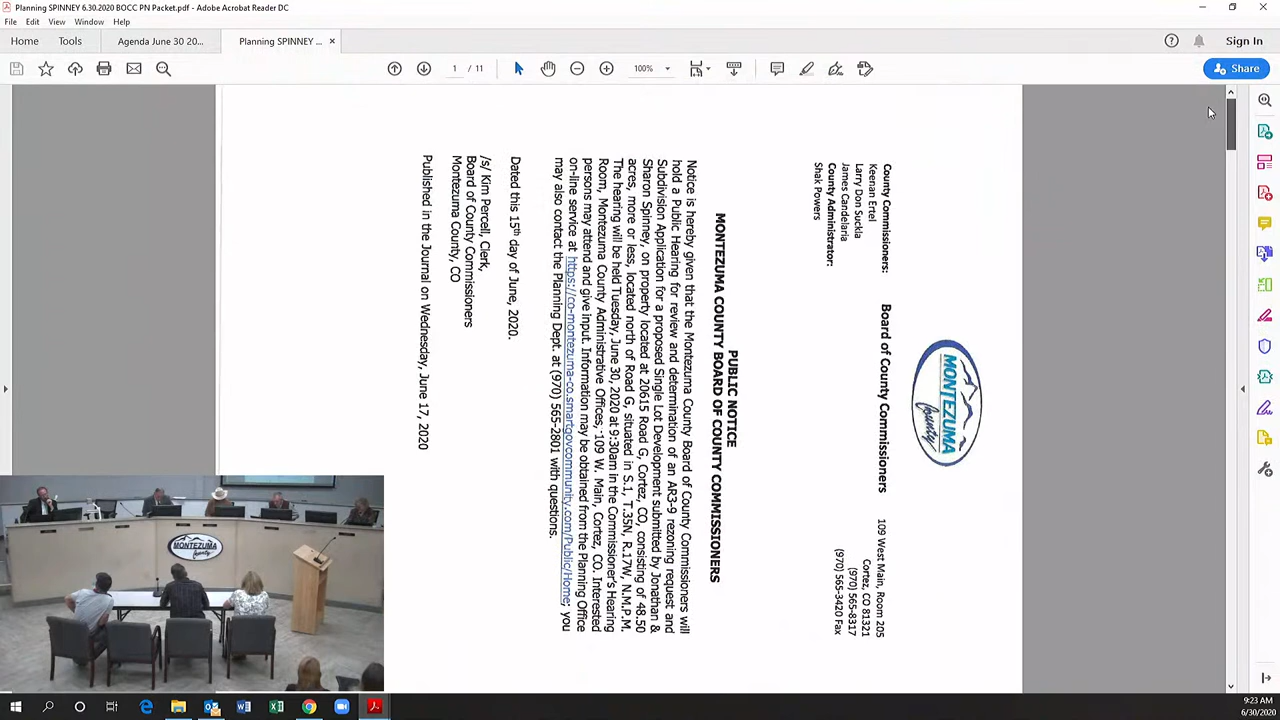 Planning SPINNEY 6.30.2020 BOCC PN Packet.pdf - Adobe Acrobat Reader DC
File Edit View Window Help
Home Tools Agenda June 30 20... Planning SPINNEY ... × Sign In
1 / 11 100% Share
MONTEZUMA
County
County Commissioners:
Keenan Ertel
Larry Don Suckla
James Candelaria
County Administrator:
Shak Powers
Board of County Commissioners
109 West Main, Room 205
Cortez, CO 81321
(970) 565-8317
(970) 565-3420 Fax
PUBLIC NOTICE
MONTEZUMA COUNTY BOARD OF COUNTY COMMISSIONERS
Notice is hereby given that the Montezuma County Board of County Commissioners will
hold a Public Hearing for review and determination of an AR3-9 rezoning request and
Subdivision Application for a proposed Single Lot Development submitted by Jonathan &
Sharon Spinney, on property located at 20615 Road G, Cortez, CO, consisting of 48.50
acres, more or less, located north of Road G, situated in S.1, T.35N, R.17W, N.M.P.M.
The hearing will be held Tuesday, June 30, 2020 at 9:30am in the Commissioner's Hearing
Room, Montezuma County Administrative Offices, 109 W. Main, Cortez, CO. Interested
persons may attend and give input. Information may be obtained from the Planning Office
on-line service at https://co-montezuma-co.smartgovcommunity.com/Public/Home; you
may also contact the Planning Dept. at (970) 565-2801 with questions.
Dated this 15th day of June, 2020.
/s/ Kim Percell, Clerk,
Board of County Commissioners
Montezuma County, CO
Published in the Journal on Wednesday, June 17, 2020
MONTEZUMA
County
9:23 AM
6/30/2020